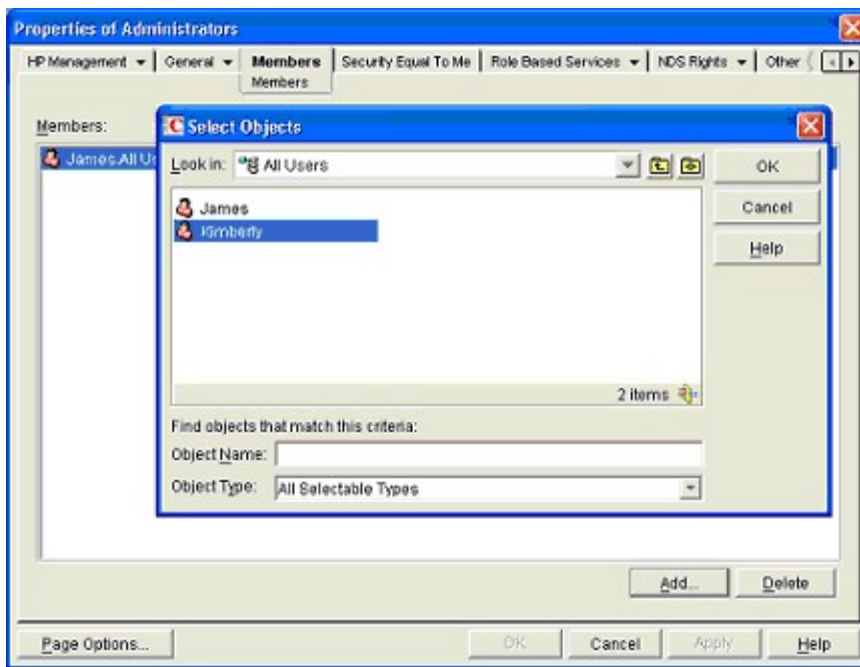 Properties of Administrators
HP Management General Members Security Equal To Me Role Based Services NDS Rights Other
Members
Members:
James.All Us
Select Objects
Look in: All Users
OK
James
Cancel
Kimberly
Help
2 items
Find objects that match this criteria:
Object Name:
Object Type: All Selectable Types
Add... Delete
Page Options... OK Cancel Apply Help